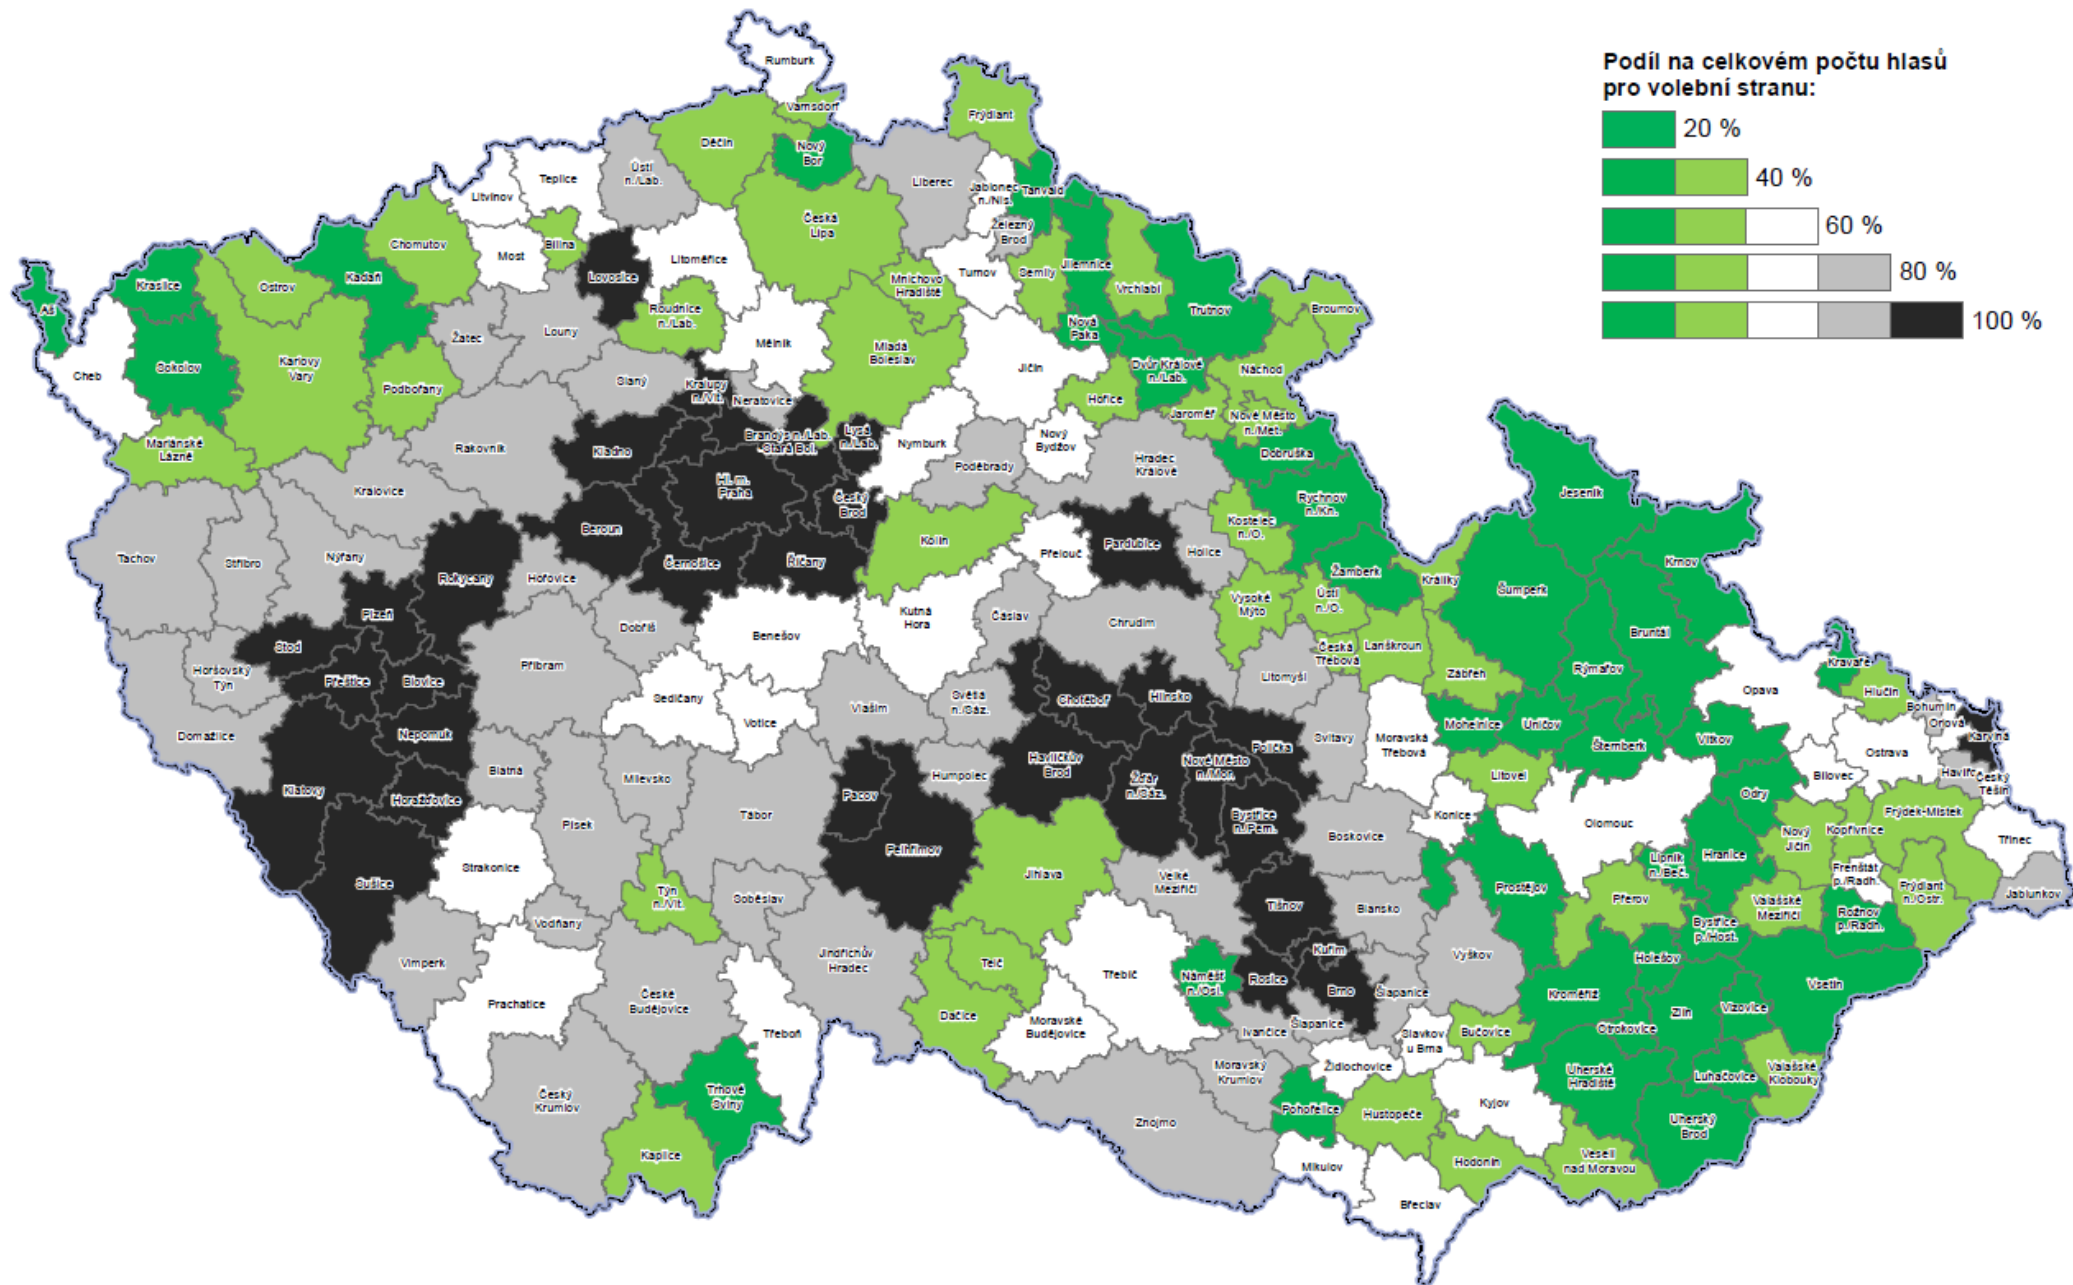 Podíl na celkovém počtu hlasů
pro volební stranu:
20 %
40 %
60 %
80 %
100 %
Rumburk
Varnsdorf
Frýdlant
Děčín
Nový
Bor
Ústí
n./Lab.
Liberec
Teplice
Litvínov
Jablonec
n./Nis.
Tanvald
Železný
Brod
Česká
Lípa
Chomutov
Bílina
Most
Litoměřice
Lovosice
Turnov
Semily
Jilemnice
Vrchlabí
Trutnov
Broumov
Kraslice
Ostrov
Kadaň
Mnichovo
Hradiště
Roudnice
n./Lab.
Aš
Žatec
Louny
Mělník
Mladá
Boleslav
Nová
Paka
Jičín
Dvůr Králové
n./Lab.
Náchod
Cheb
Sokolov
Karlovy
Vary
Podbořany
Slaný
Kralupy
n./Vlt.
Neratovice
Hořice
Jaroměř
Nové Město
n./Met.
Mariánské
Lázně
Rakovník
Kladno
Brandýs n./Lab.
Stará Bol.
Lysá
n./Lab.
Nymburk
Nový
Bydžov
Poděbrady
Hradec
Králové
Dobruška
Kralovice
Hl. m.
Praha
Český
Brod
Rychnov
n./Kn.
Jeseník
Tachov
Stříbro
Nýřany
Beroun
Kolín
Kostelec
n./O.
Přelouč
Pardubice
Holice
Krnov
Rokycany
Hořovice
Černošice
Říčany
Žamberk
Králíky
Šumperk
Plzeň
Dobříš
Benešov
Kutná
Hora
Čáslav
Chrudim
Vysoké
Mýto
Ústí
n./O.
Bruntál
Stod
Horšovský
Týn
Přeštice
Blovice
Příbram
Česká
Třebová
Lanškroun
Litomyšl
Zábřeh
Rýmařov
Kravaře
Hlučín
Opava
Sedlčany
Votice
Vlašim
Světlá
n./Sáz.
Chotěboř
Hlinsko
Bohumín
Orlová
Karviná
Domažlice
Nepomuk
Svitavy
Moravská
Třebová
Mohelnice
Uničov
Šternberk
Vítkov
Ostrava
Klatovy
Horažďovice
Blatná
Milevsko
Humpolec
Havlíčkův
Brod
Žďár
n./Sáz.
Nové Město
n./Mor.
Polička
Litovel
Bílovec
Havířov
Český
Těšín
Písek
Tábor
Pacov
Bystřice
n./Pern.
Boskovice
Konice
Olomouc
Odry
Nový
Jičín
Kopřivnice
Frýdek-Místek
Třinec
Strakonice
Pelhřimov
Jihlava
Velké
Meziříčí
Lipník
n./Beč.
Hranice
Frenštát
p./Radh.
Frýdlant
n./Ostr.
Jablunkov
Sušice
Týn
n./Vlt.
Soběslav
Tišnov
Blansko
Prostějov
Přerov
Valašské
Meziříčí
Rožnov
p./Radh.
Vodňany
Bystřice
p./Host.
Vimperk
Jindřichův
Hradec
Telč
Třebíč
Náměšť
n./Osl.
Rosice
Kuřim
Vyškov
Holešov
Vsetín
Prachatice
České
Budějovice
Třeboň
Dačice
Moravské
Budějovice
Brno
Šlapanice
Kroměříž
Otrokovice
Zlín
Vizovice
Ivančice
Šlapanice
Slavkov
u Brna
Bučovice
Český
Krumlov
Trhové
Sviny
Moravský
Krumlov
Židlochovice
Uherské
Hradiště
Luhačovice
Valašské
Klobouky
Kaplice
Znojmo
Pohořelice
Hustopeče
Kyjov
Uherský
Brod
Mikulov
Hodonín
Veselí
nad Moravou
Břeclav